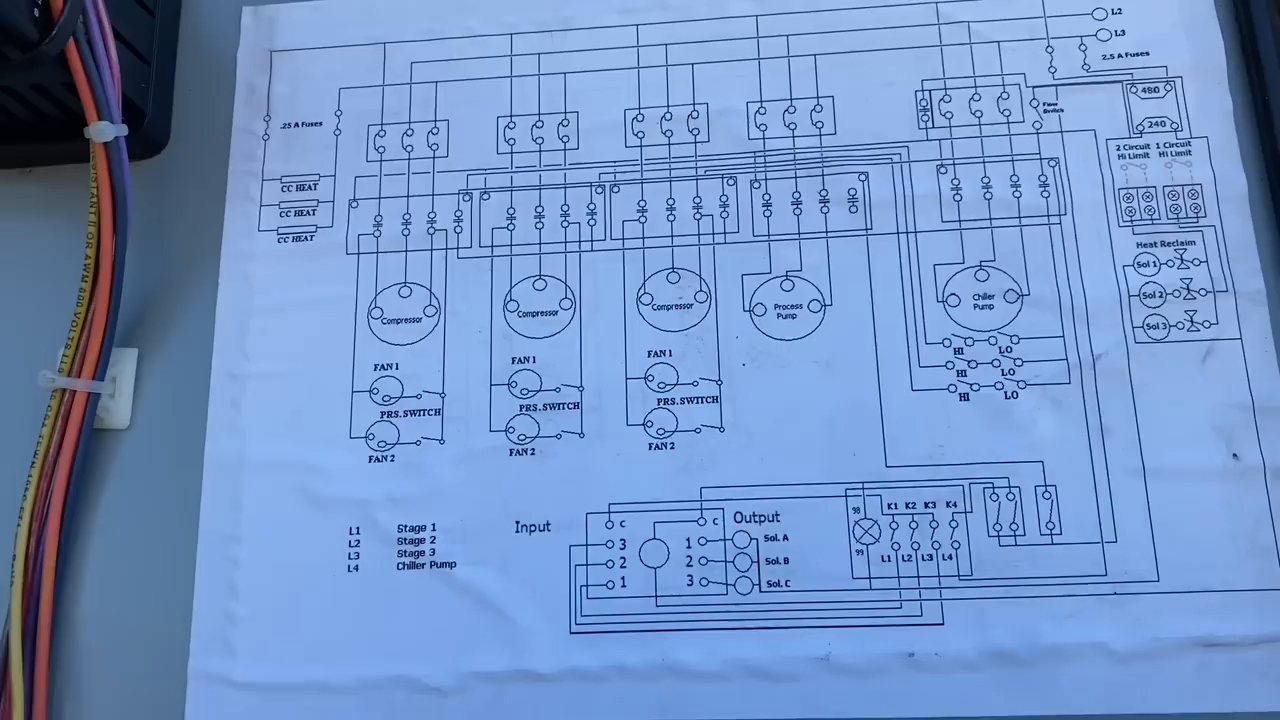 L2
L3
2.5 A Fuses
480
240
.25 A Fuses
Flow
Switch
2 Circuit
Hi Limit
1 Circuit
Hi Limit
CC HEAT
CC HEAT
CC HEAT
Heat Reclaim
Sol 1
Sol 2
Sol 3
Compressor
Compressor
Compressor
Process
Pump
Chiller
Pump
HI
LO
HI
LO
HI
LO
FAN 1
FAN 1
FAN 1
PRS. SWITCH
PRS. SWITCH
PRS. SWITCH
FAN 2
FAN 2
FAN 2
L1 Stage 1
L2 Stage 2
L3 Stage 3
L4 Chiller Pump
Input
Output
C
3
2
1
C
1
2
3
Sol. A
Sol. B
Sol. C
98
99
K1 K2 K3 K4
L1 L2 L3 L4